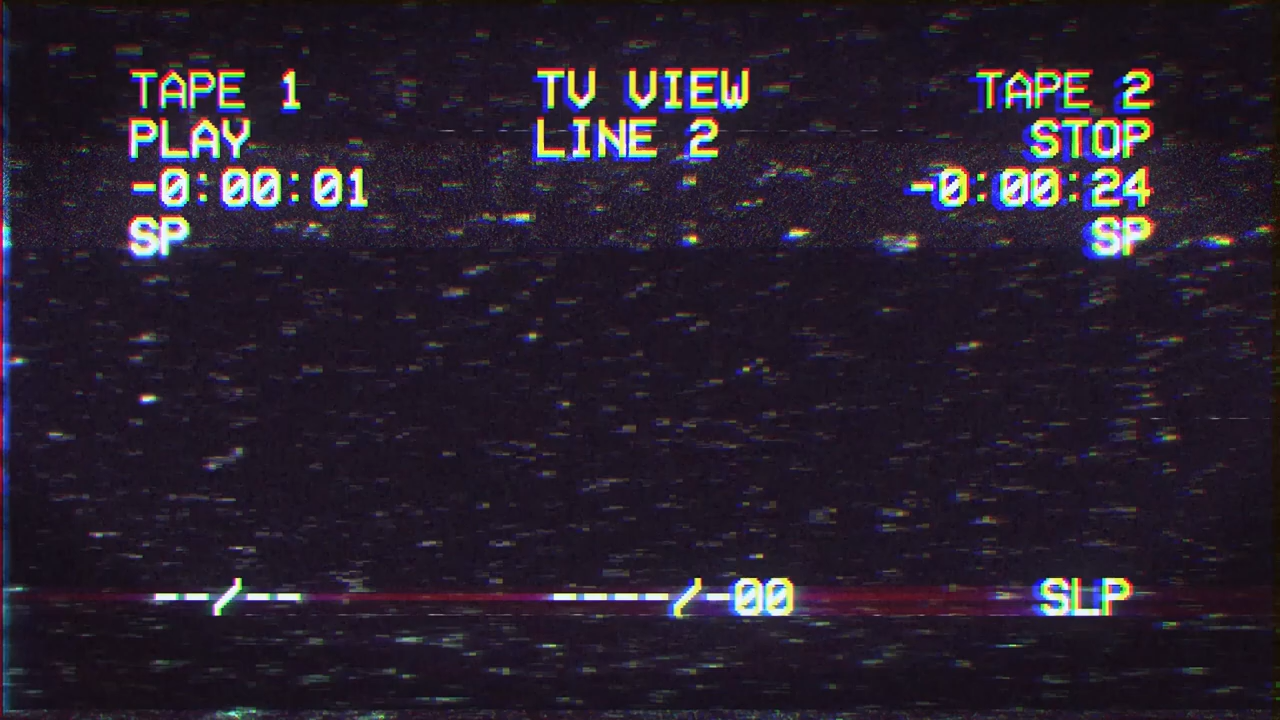 TAPE 1 TV VIEW TAPE 2
PLAY LINE 2 STOP
-0:00:01 -0:00:24
SP SP
--/-- ----/-00 SLP